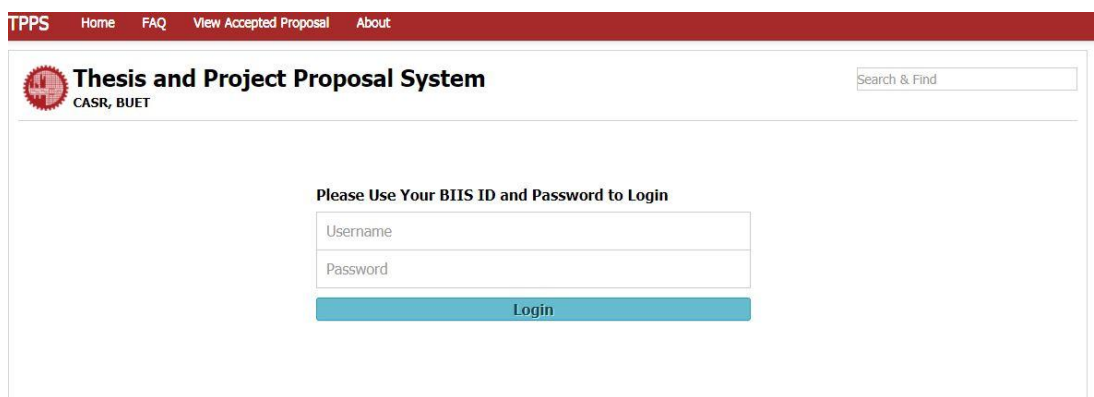 TPPS Home FAQ View Accepted Proposal About
Thesis and Project Proposal System
CASR, BUET
Search & Find
Please Use Your BIIS ID and Password to Login
Username
Password
Login